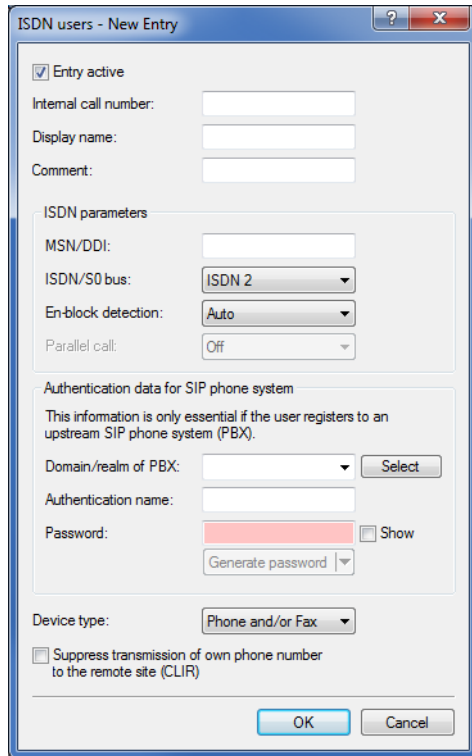 ISDN users - New Entry
Entry active
Internal call number:
Display name:
Comment:
ISDN parameters
MSN/DDI:
ISDN/S0 bus: ISDN 2
En-block detection: Auto
Parallel call: Off
Authentication data for SIP phone system
This information is only essential if the user registers to an
upstream SIP phone system (PBX).
Domain/realm of PBX: Select
Authentication name:
Password: Show
Generate password
Device type: Phone and/or Fax
Suppress transmission of own phone number
to the remote site (CLIR)
OK Cancel